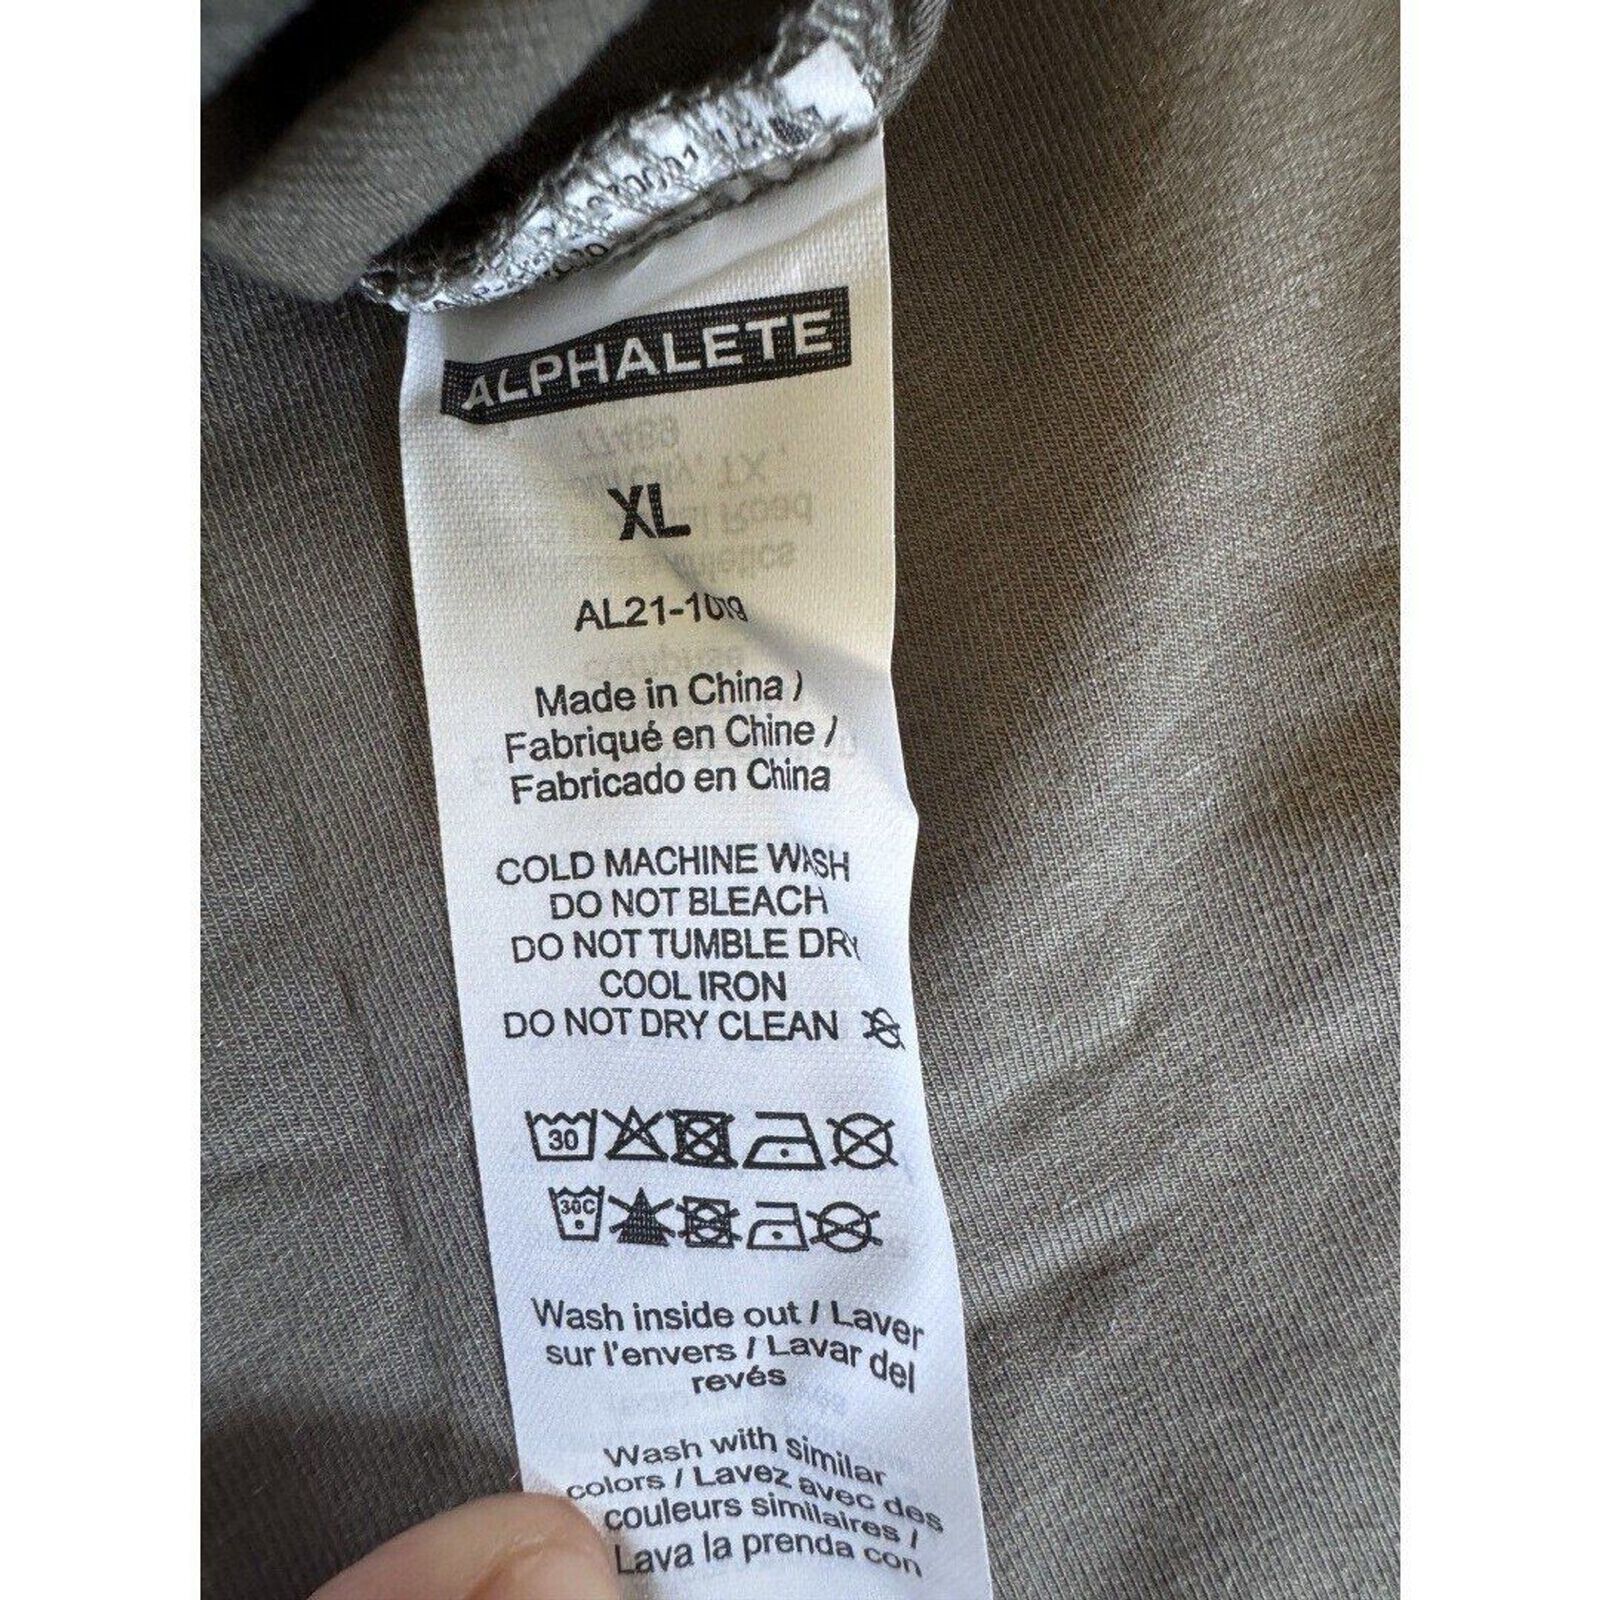 ALPHALETE
XL
Made in China /
Fabriqué en Chine /
Fabricado en China
COLD MACHINE WASH
DO NOT BLEACH
DO NOT TUMBLE DRY
COOL IRON
DO NOT DRY CLEAN
30
30C
Wash inside out / Laver
sur l'envers / Lavar del
revés
Wash with similar
colors / Lavez avec des
couleurs similaires /
Lava la prenda con